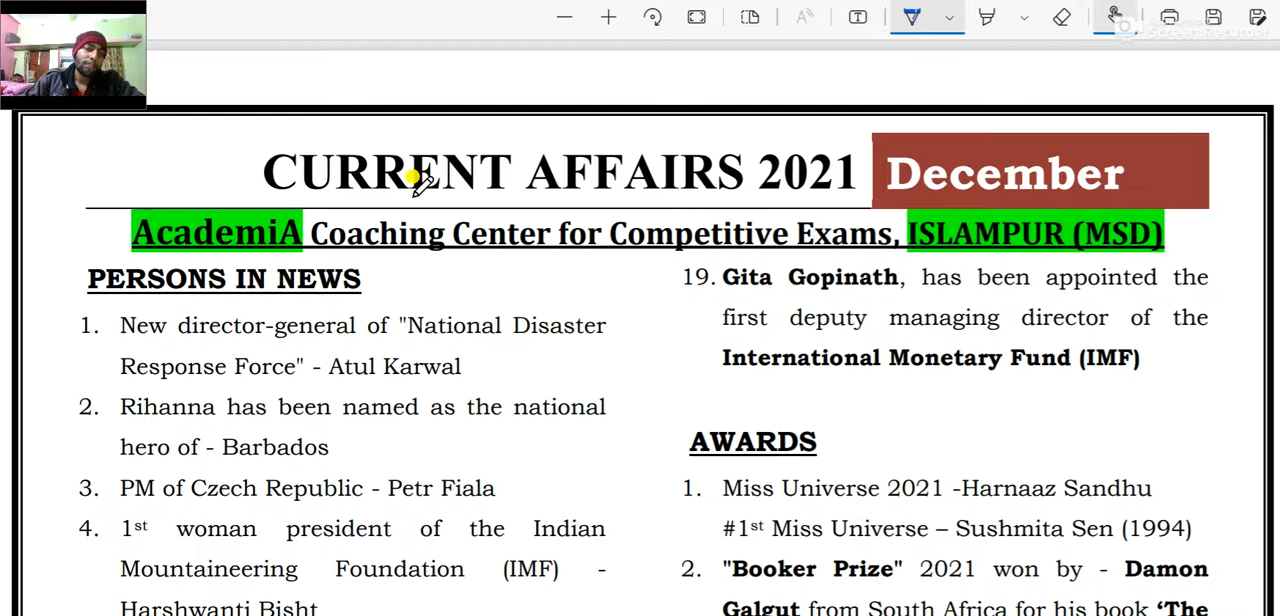 Screen Recorder
CURRENT AFFAIRS 2021 December
AcademiA Coaching Center for Competitive Exams, ISLAMPUR (MSD)
PERSONS IN NEWS
1. New director-general of "National Disaster
Response Force" - Atul Karwal
2. Rihanna has been named as the national
hero of - Barbados
3. PM of Czech Republic - Petr Fiala
4. 1st woman president of the Indian
Mountaineering Foundation (IMF) -
Harshwanti Bisht
19. Gita Gopinath, has been appointed the
first deputy managing director of the
International Monetary Fund (IMF)
AWARDS
1. Miss Universe 2021 -Harnaaz Sandhu
#1st Miss Universe – Sushmita Sen (1994)
2. "Booker Prize" 2021 won by - Damon
Galgut from South Africa for his book ‘The